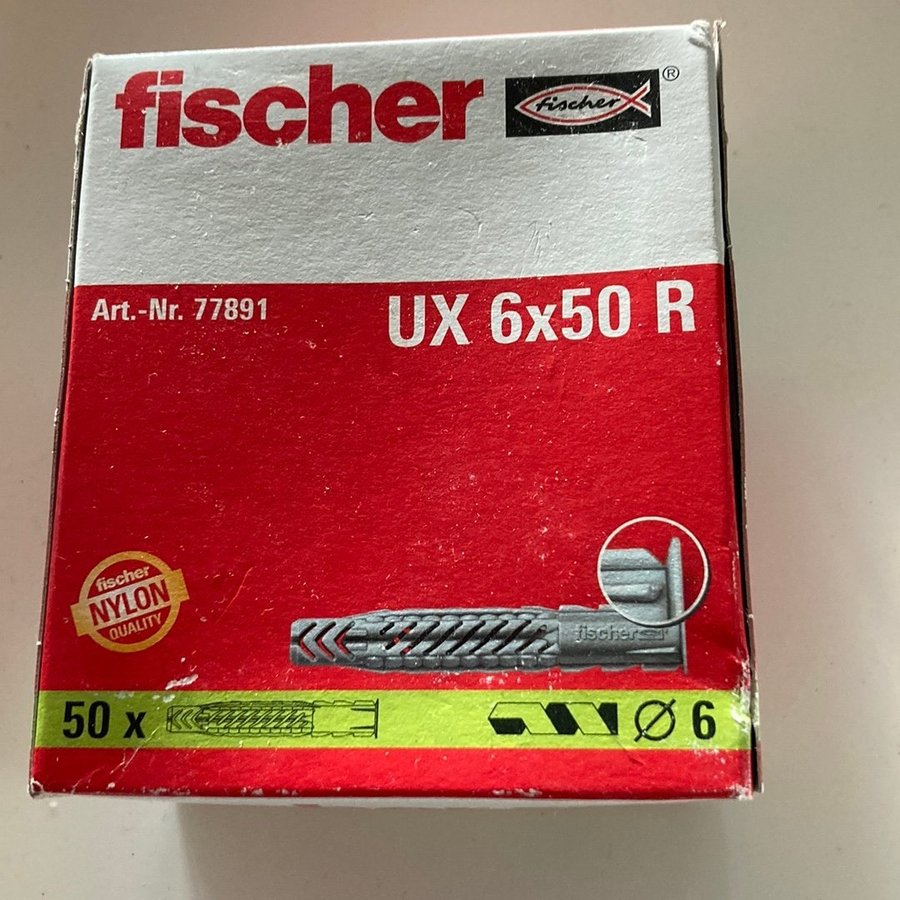 fischer
fischer ®
Art.-Nr. 77891
UX 6x50 R
fischer
NYLON
QUALITY
fischer
50 x
Ø 6